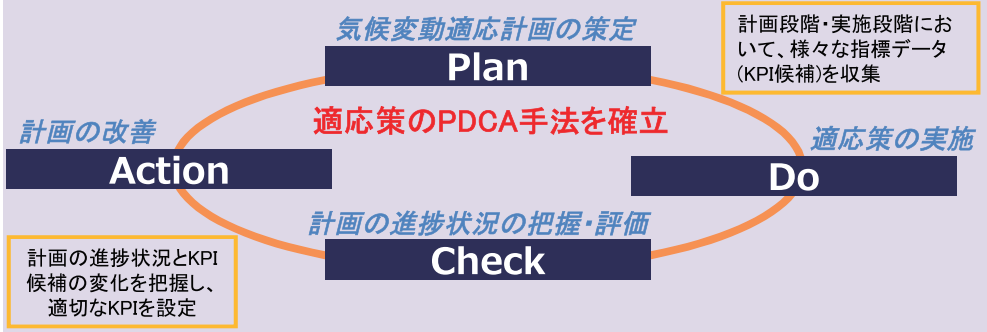 気候変動適応計画の策定
Plan
計画段階・実施段階にお
いて、様々な指標データ
(KPI候補)を収集
適応策のPDCA手法を確立
計画の改善
Action
適応策の実施
Do
計画の進捗状況の把握・評価
Check
計画の進捗状況とKPI
候補の変化を把握し、
適切なKPIを設定